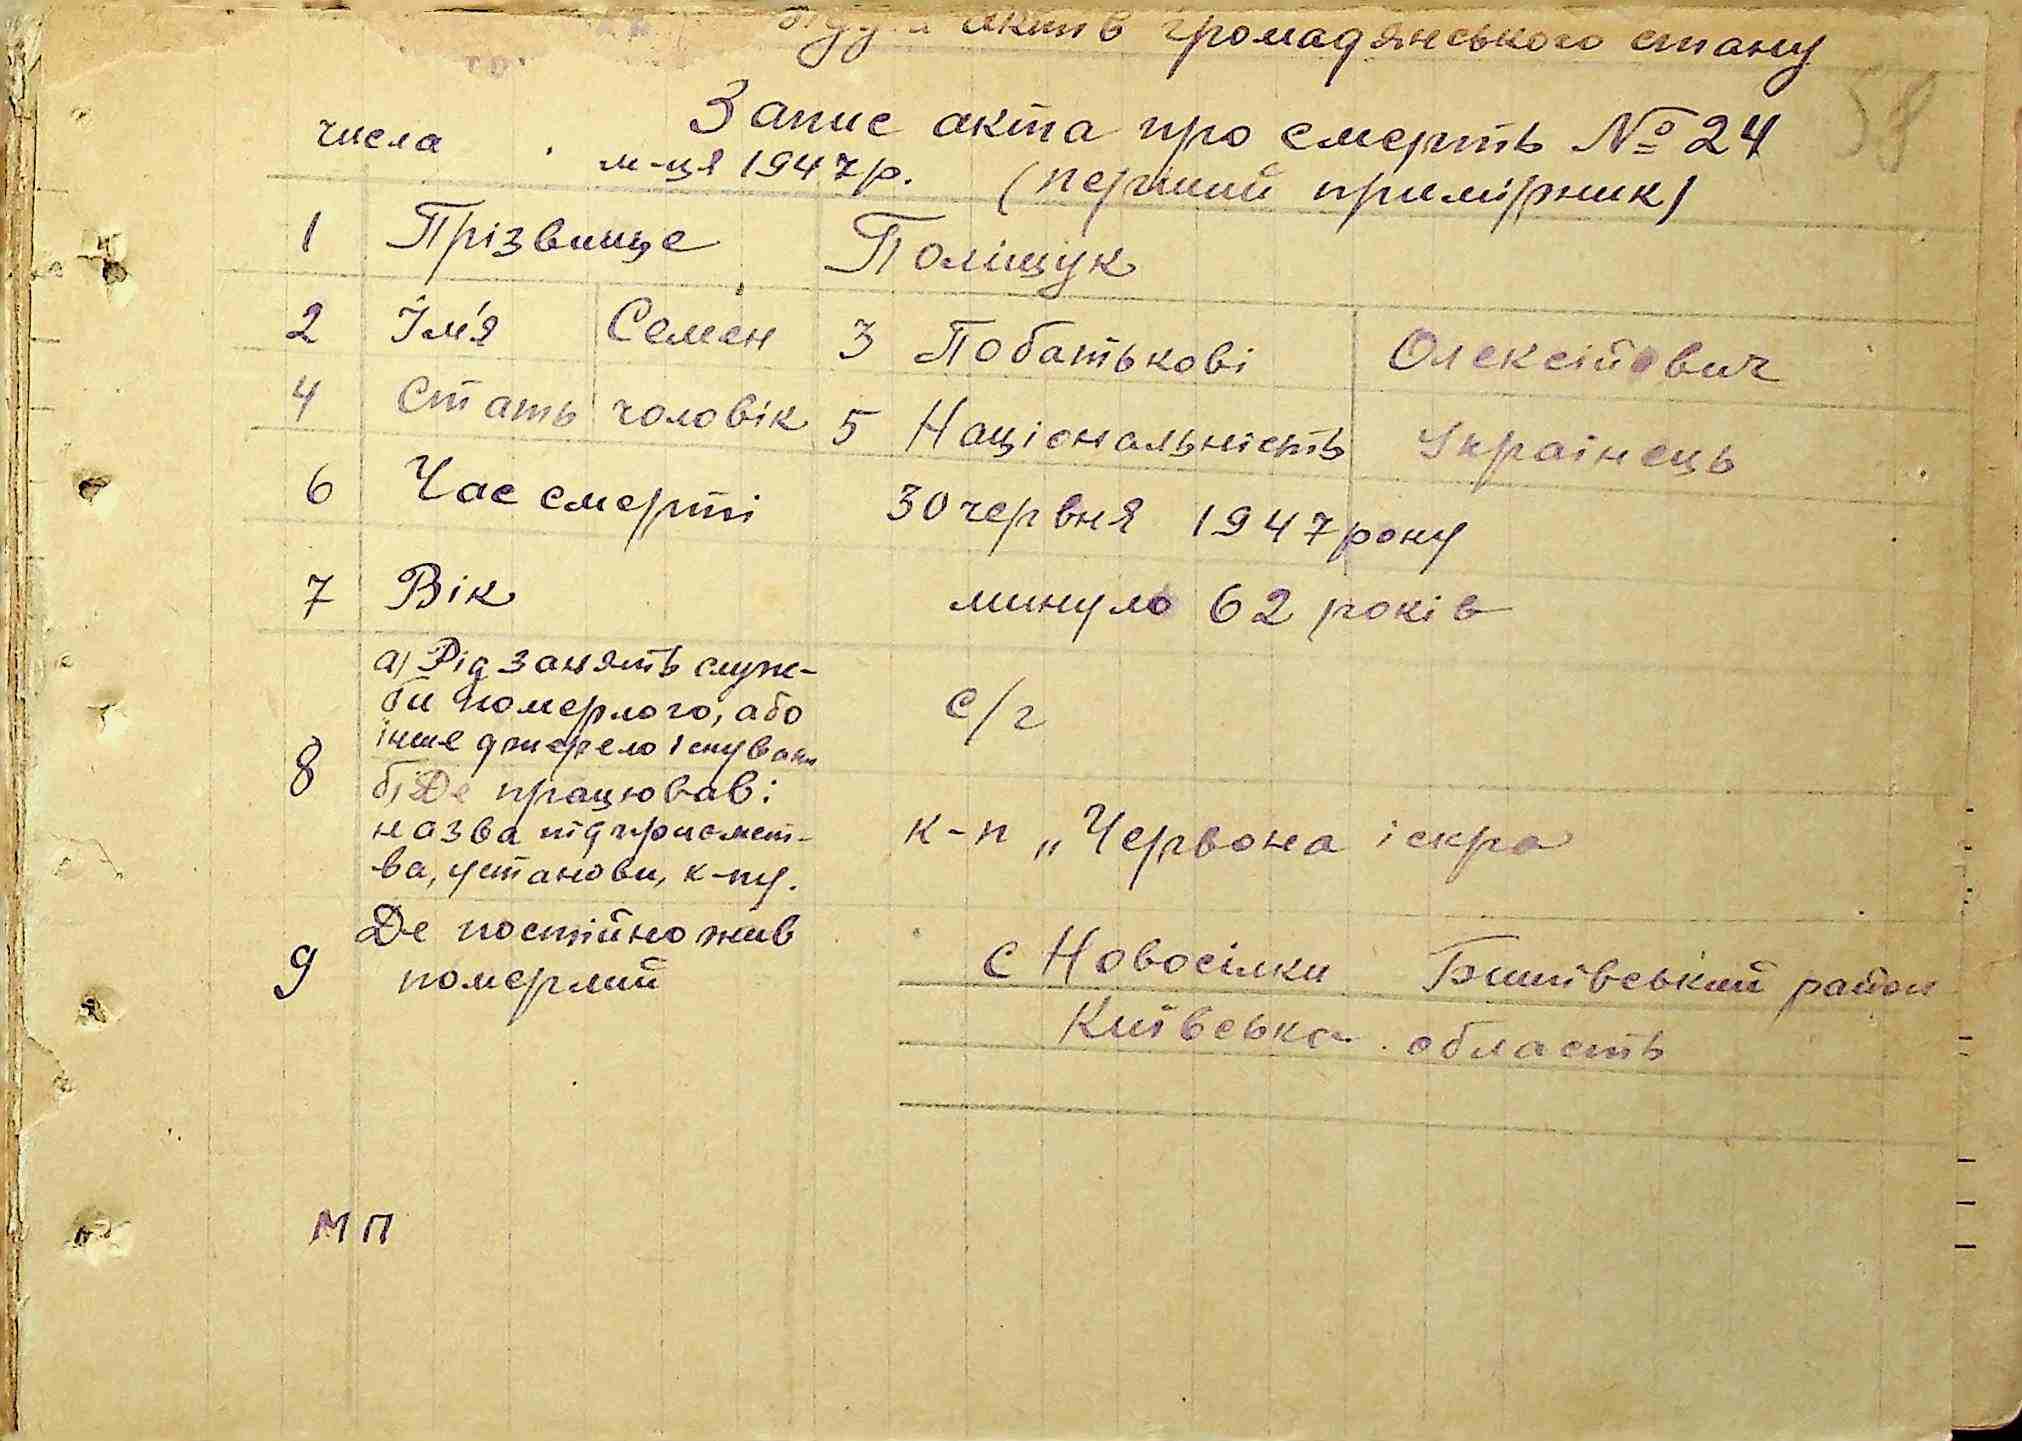 актів громадянського стану
58
Запис акта про смерть № 24
числа м-ця 1947 р. (перший примірник)
1 Прізвище Поліщук
2 Ім'я Семен 3 Побатькові Олексійович
4 Стать чоловік 5 Національність Українець
6 Час смерті 30 червня 1947 року
7 Вік минуло 62 років
8 а) Рід занять служ-
би померлого, або
інше джерело існуван
с/г
б) Де працював:
назва підприємст-
ва, установи, к-пу.
к-п „Червона іскра
9 Де постійно жив
померлий
с Новосілки Бишівський район
Київська область
МП